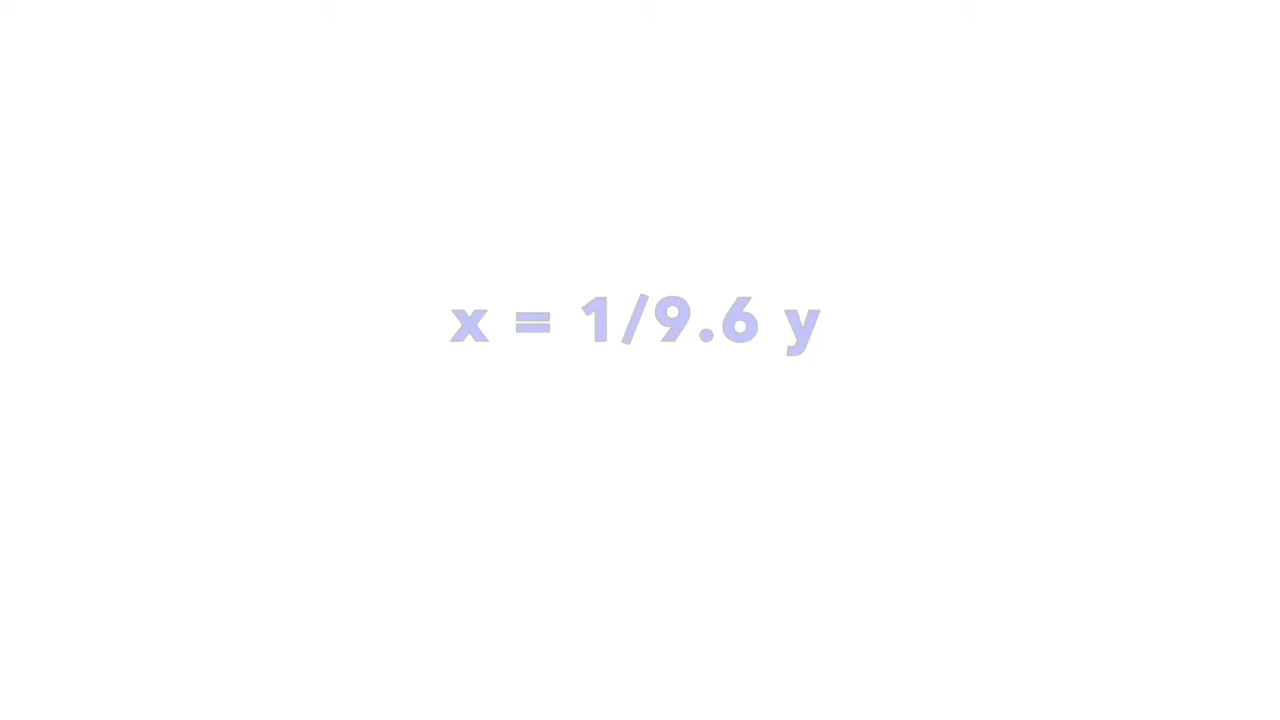 x = 1/9.6 y